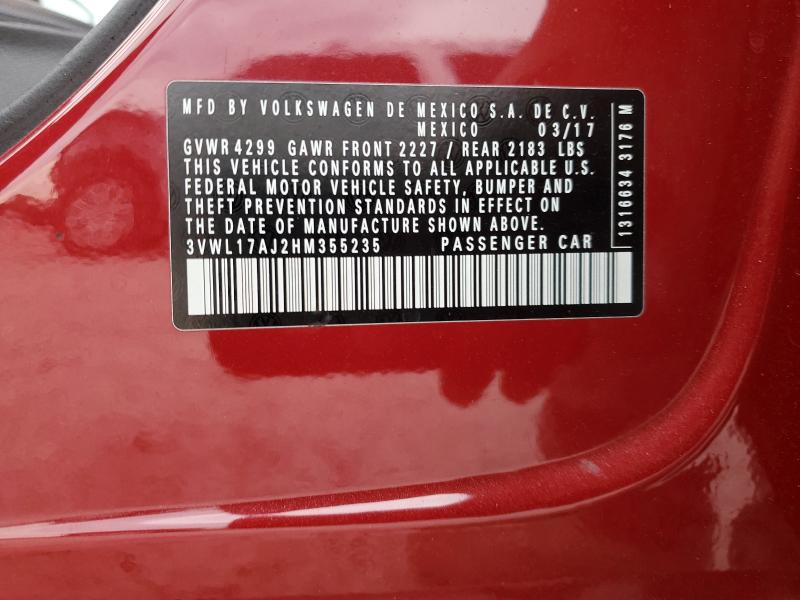 MFD BY VOLKSWAGEN DE MEXICO S.A. DE C.V.
MEXICO 03/17
GVWR 4299 GAWR FRONT 2227 / REAR 2183 LBS
THIS VEHICLE CONFORMS TO ALL APPLICABLE U.S.
FEDERAL MOTOR VEHICLE SAFETY, BUMPER AND
THEFT PREVENTION STANDARDS IN EFFECT ON
THE DATE OF MANUFACTURE SHOWN ABOVE.
3VWL17AJ2HM355235 PASSENGER CAR
1316634 3176 M